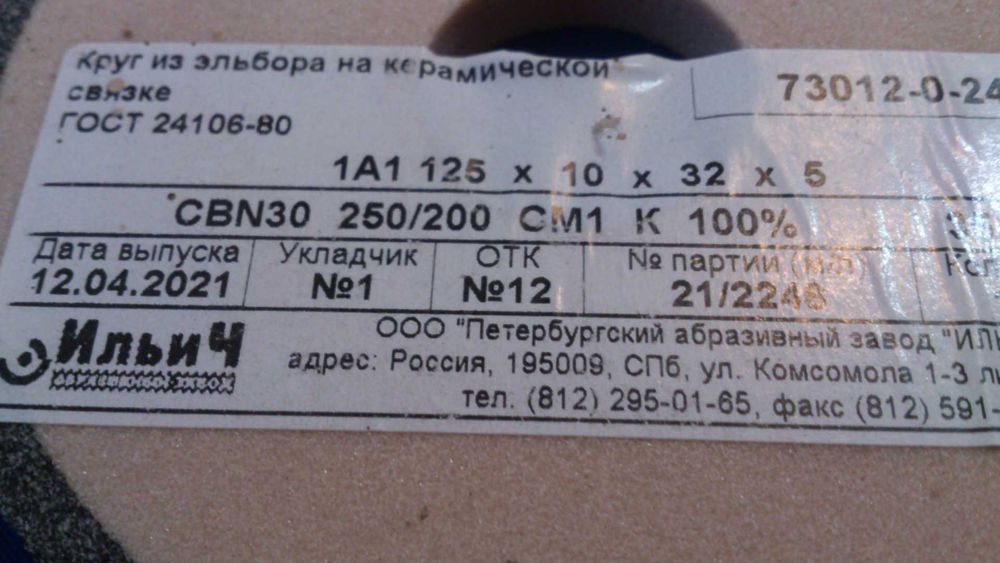 Круг из эльбора на керамической
связке
ГОСТ 24106-80
73012-0-24
1А1 125 х 10 х 32 х 5
CBN30 250/200 СМ1 К 100%
Дата выпуска Укладчик ОТК № партии
12.04.2021 №1 №12 21/2248
ИльиЧ
ООО "Петербургский абразивный завод "ИЛ
адрес: Россия, 195009, СПб, ул. Комсомола 1-3
тел. (812) 295-01-65, факс (812) 591-